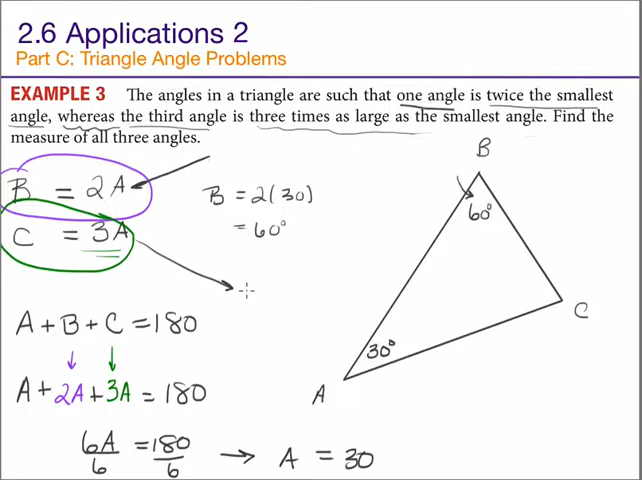 2.6 Applications 2
Part C: Triangle Angle Problems
EXAMPLE 3 The angles in a triangle are such that one angle is twice the smallest
angle, whereas the third angle is three times as large as the smallest angle. Find the
measure of all three angles.
B = 2A
C = 3A
B = 2(30)
= 60°
A + B + C = 180
A + 2A + 3A = 180
6A/6 = 180/6 → A = 30
B
60°
C
30°
A